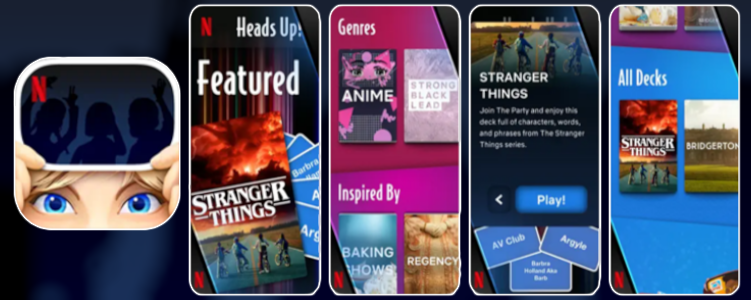 N
N
Heads Up!
Featured
STRANGER
THINGS
Barbra
A
Arg
N
Genres
ANIME
STRONG
BLACK
LEAD
Inspired By
BAKING
SHOWS
REGENCY
N
STRANGER
THINGS
Join The Party and enjoy this
deck full of characters, words,
and phrases from The Stranger
Things series.
Play!
AV Club
Argyle
Barbra
Holland Aka
Barb
N
All Decks
STRANGER
THINGS
BRIDGERTON
N